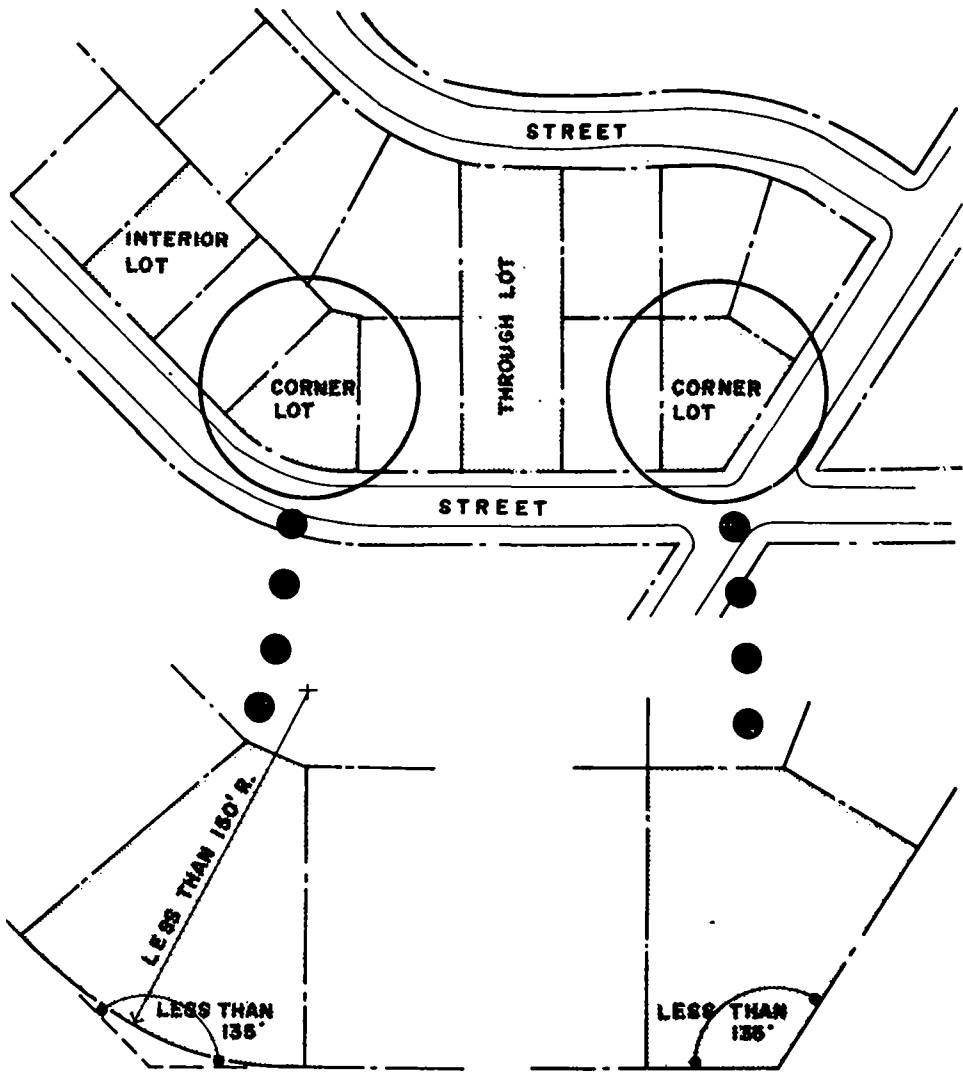 STREET
INTERIOR
LOT
THROUGH LOT
CORNER
LOT
CORNER
LOT
STREET
LESS THAN 150' R.
LESS THAN
135°
LESS THAN
135°